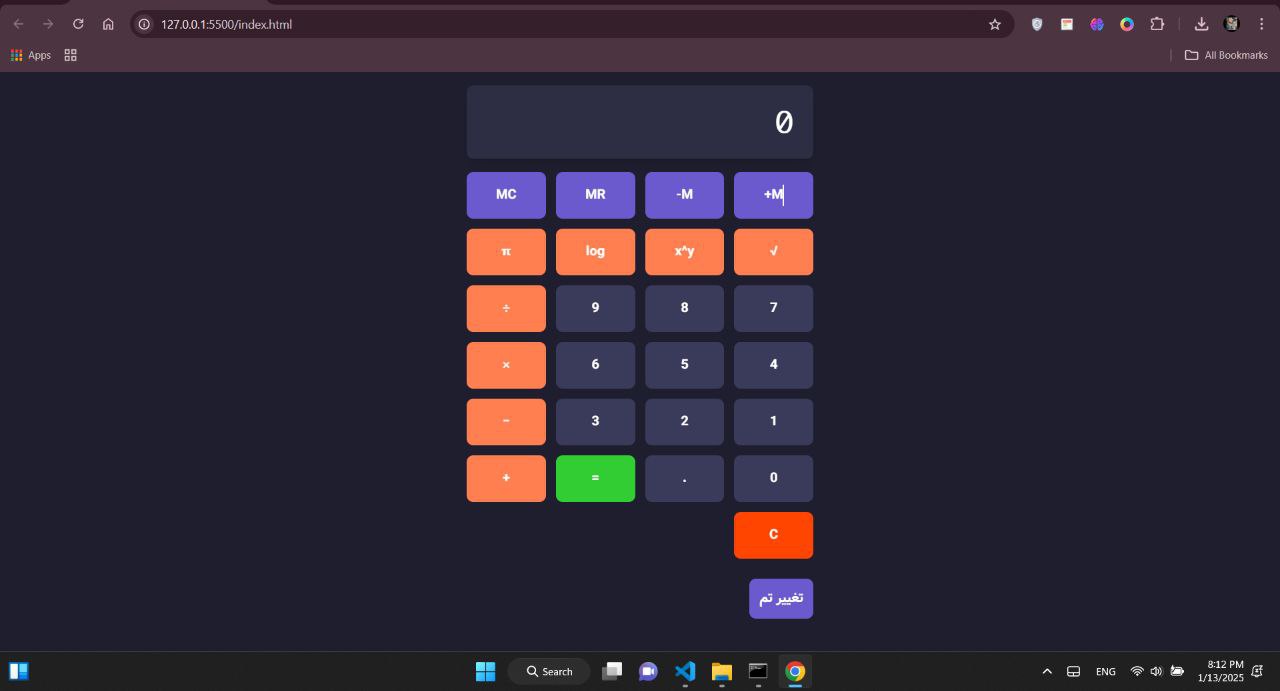 127.0.0.1:5500/index.html
Apps
All Bookmarks
0
MC MR -M +M
π log x^y √
÷ 9 8 7
× 6 5 4
− 3 2 1
+ = . 0
C
تغییر تم
Search
ENG
8:12 PM
1/13/2025